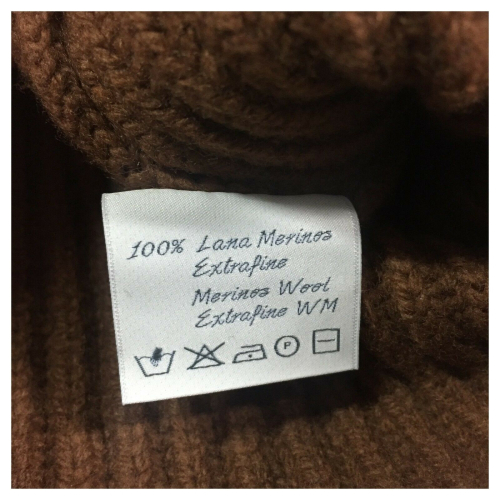 100% Lana Merinos
Extrafine
Merinos Wool
Extrafine WM
P